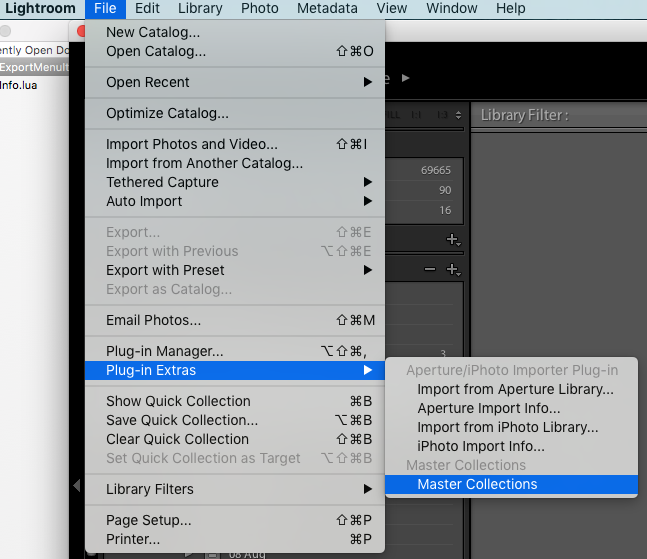 Lightroom File Edit Library Photo Metadata View Window Help
ently Open Do
ExportMenuIt
Info.lua
New Catalog...
Open Catalog... ⇧⌘O
Open Recent ▶
Optimize Catalog...
Import Photos and Video... ⇧⌘I
Import from Another Catalog...
Tethered Capture ▶
Auto Import ▶
Export... ⇧⌘E
Export with Previous ⌥⇧⌘E
Export with Preset ▶
Export as Catalog...
Email Photos... ⇧⌘M
Plug-in Manager... ⌥⇧⌘,
Plug-in Extras ▶
Show Quick Collection ⌘B
Save Quick Collection... ⌥⌘B
Clear Quick Collection ⇧⌘B
Set Quick Collection as Target ⌥⇧⌘B
Library Filters ▶
Page Setup... ⇧⌘P
Printer... ⌘P
e ▶
LL 1:1 1:3
Library Filter :
69665
90
16
3
Aperture/iPhoto Importer Plug-in
Import from Aperture Library...
Aperture Import Info...
Import from iPhoto Library...
iPhoto Import Info...
Master Collections
Master Collections
08 Aug